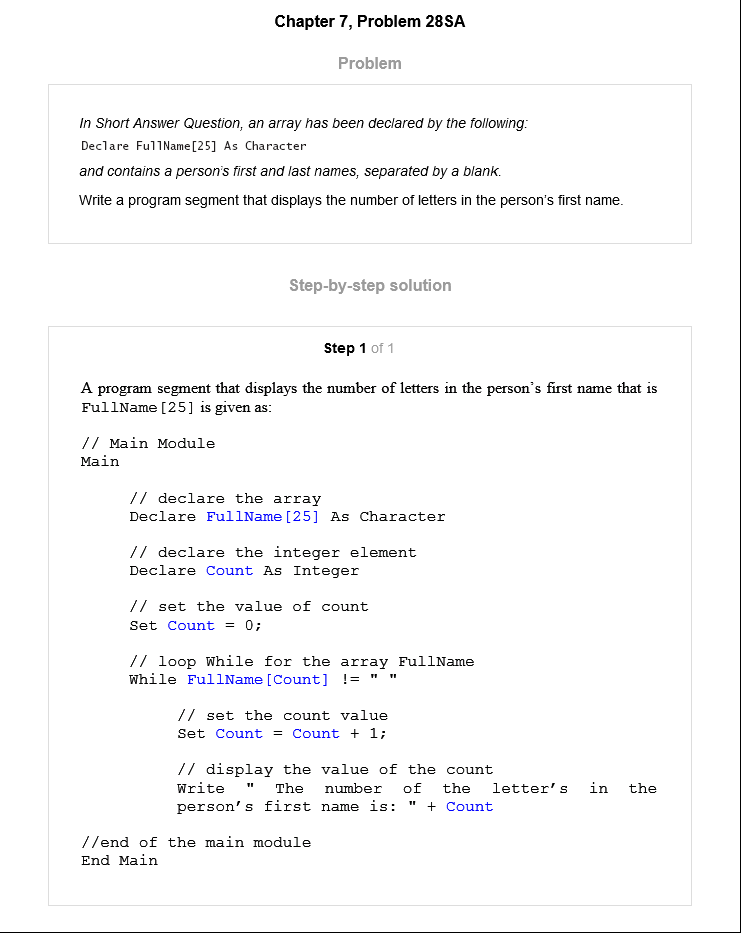 Chapter 7, Problem 28SA
Problem
In Short Answer Question, an array has been declared by the following:
Declare FullName[25] As Character
and contains a person's first and last names, separated by a blank.
Write a program segment that displays the number of letters in the person's first name.
Step-by-step solution
Step 1 of 1
A program segment that displays the number of letters in the person's first name that is
FullName[25] is given as:
// Main Module
Main
// declare the array
Declare FullName[25] As Character
// declare the integer element
Declare Count As Integer
// set the value of count
Set Count = 0;
// loop While for the array FullName
While FullName[Count] != " "
// set the count value
Set Count = Count + 1;
// display the value of the count
Write " The number of the letter's in the
person's first name is: " + Count
//end of the main module
End Main